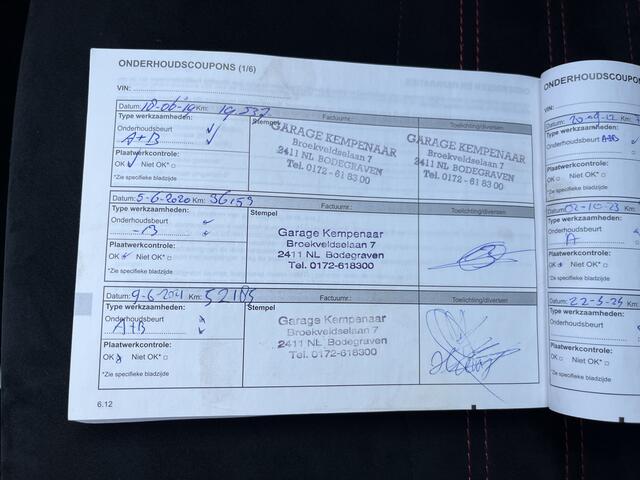 ONDERHOUDSCOUPONS (1/6)
VIN:
Datum: 18-06-19 Km: 19.237 Factuurnr.: Toelichting/diversen
Type werkzaamheden: Stempel
Onderhoudsbeurt
A+B
Plaatwerkcontrole:
OK Niet OK*
*Zie specifieke bladzijde
GARAGE KEMPENAAR
Broekveldselaan 7
2411 NL BODEGRAVEN
Tel. 0172 - 61 83 00
GARAGE KEMPENAAR
Broekveldselaan 7
2411 NL BODEGRAVEN
Tel. 0172 - 61 83 00
Datum: 5-6-2020 Km: 36153 Factuurnr.: Toelichting/diversen
Type werkzaamheden: Stempel
Onderhoudsbeurt
-B
Plaatwerkcontrole:
OK Niet OK*
*Zie specifieke bladzijde
Garage Kempenaar
Broekveldselaan 7
2411 NL Bodegraven
Tel. 0172-618300
Datum: 9-6-2021 Km: 52185 Factuurnr.: Toelichting/diversen
Type werkzaamheden: Stempel
Onderhoudsbeurt
A+B
Plaatwerkcontrole:
OK Niet OK*
*Zie specifieke bladzijde
Garage Kempenaar
Broekveldselaan 7
2411 NL Bodegraven
Tel. 0172-618300
6.12
ONDERHOUDSCOUPON
VIN:
Datum:
Type werkzaamheden:
Onderhoudsbeurt A+B
Plaatwerkcontrole:
OK Niet OK*
*Zie specifieke bladzijde
Datum: 02-10-23
Type werkzaamheden:
Onderhoudsbeurt
A
Plaatwerkcontrole:
OK Niet OK*
*Zie specifieke bladzijde
Datum: 22-5-25
Type werkzaamheden:
Onderhoudsbeurt
Plaatwerkcontrole:
OK Niet OK*
*Zie specifieke bladzijde